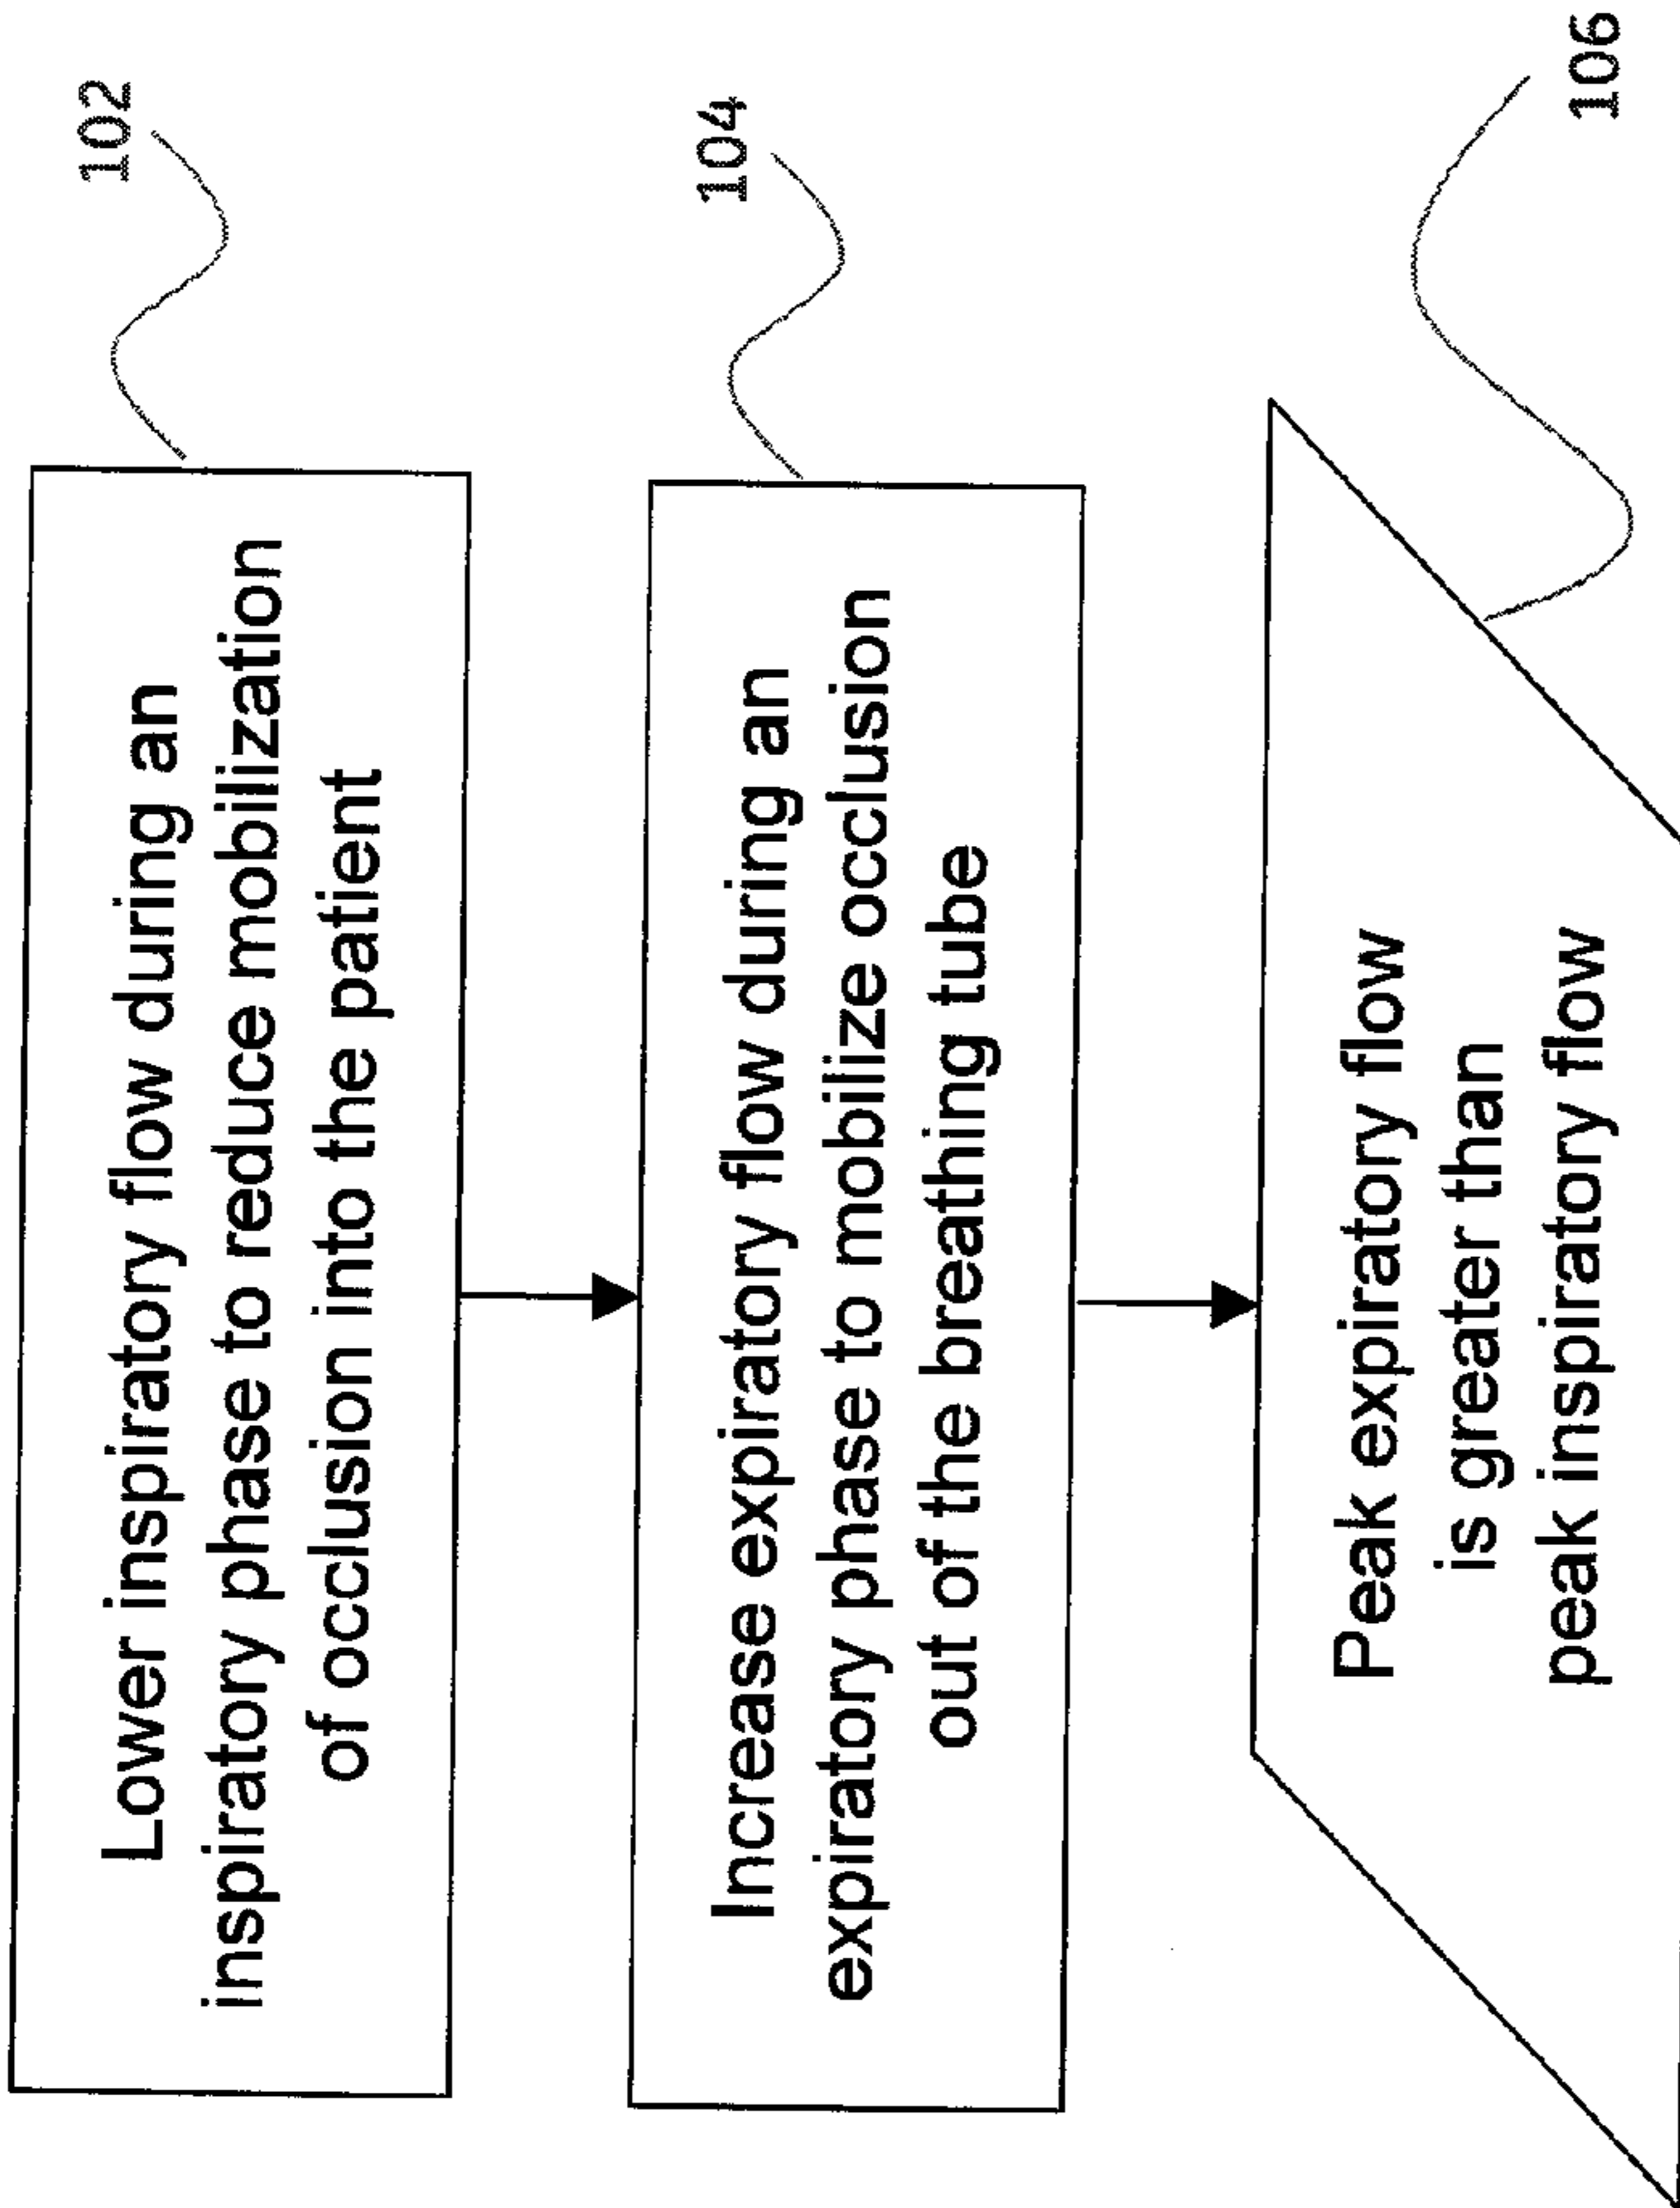 102
Lower inspiratory flow during an
inspiratory phase to reduce mobilization
of occlusion into the patient
104
Increase expiratory flow during an
expiratory phase to mobilize occlusion
out of the breathing tube
106
Peak expiratory flow
is greater than
peak inspiratory flow